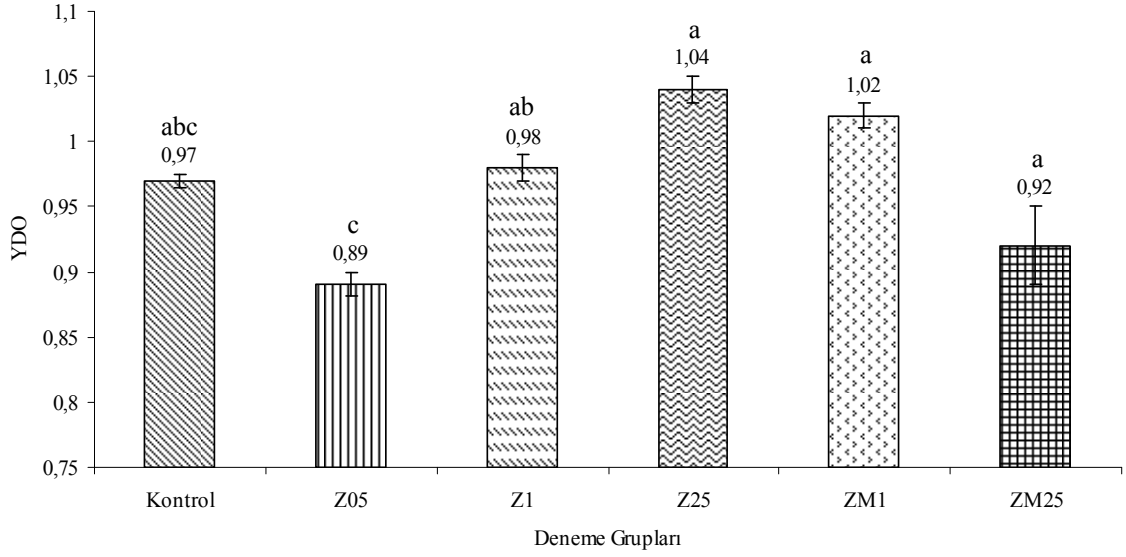 1,1
1,05
1
0,95
0,9
0,85
0,8
0,75
YDO
abc
0,97
c
0,89
ab
0,98
a
1,04
a
1,02
a
0,92
Kontrol Z05 Z1 Z25 ZM1 ZM25
Deneme Grupları